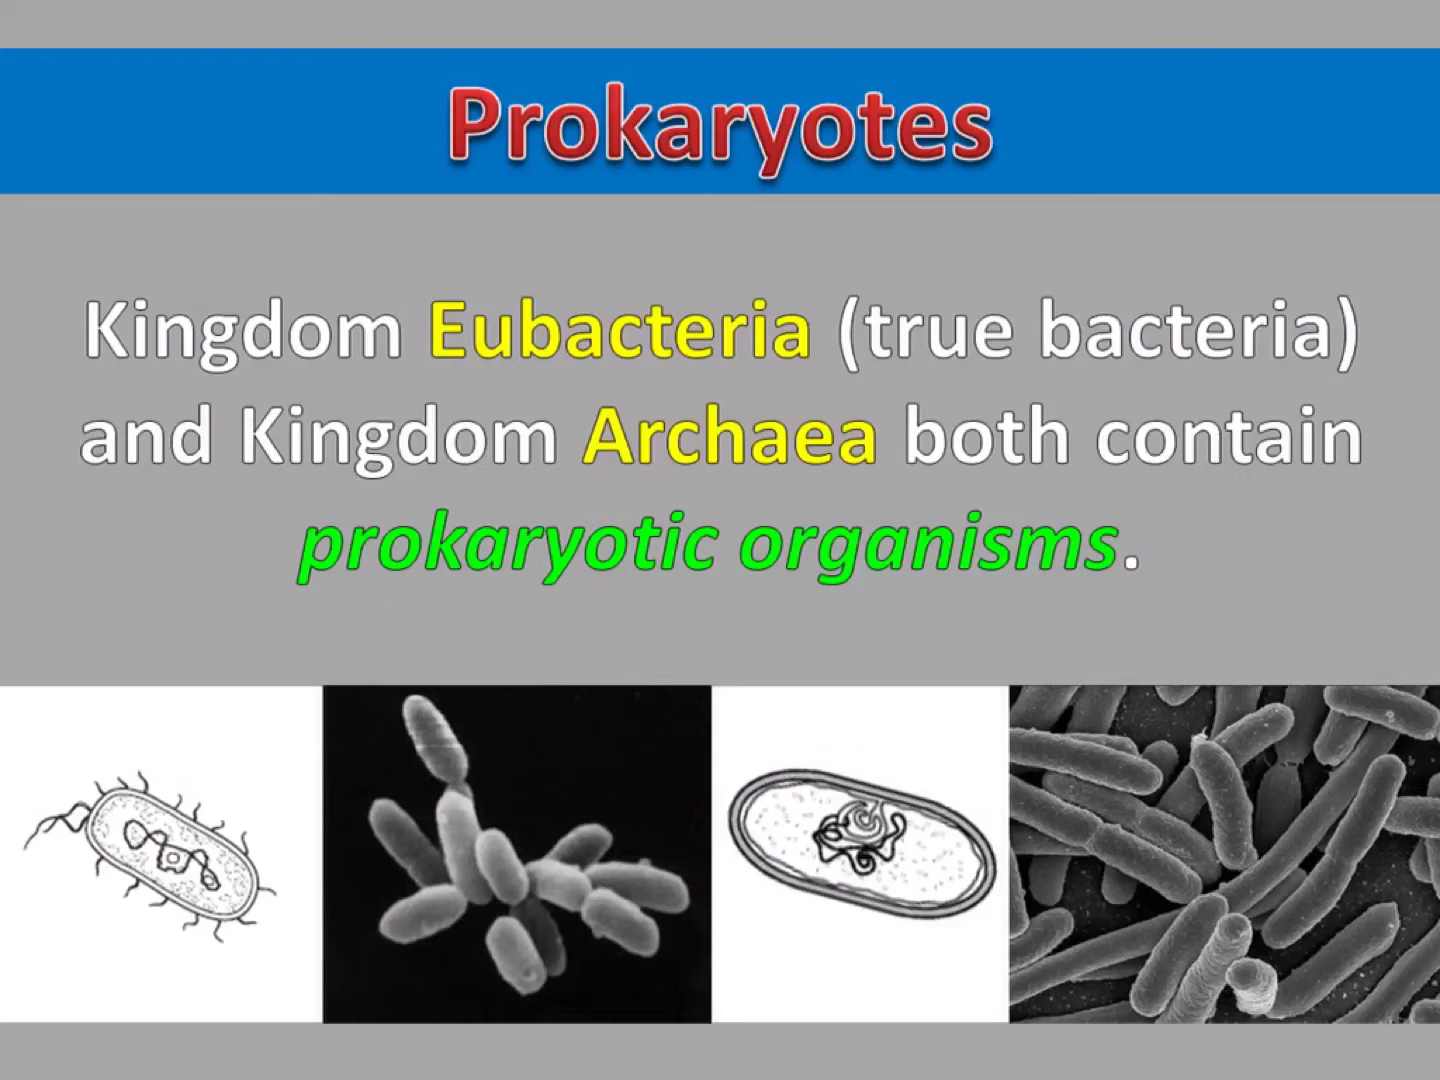 Prokaryotes
Kingdom Eubacteria (true bacteria)
and Kingdom Archaea both contain
prokaryotic organisms.